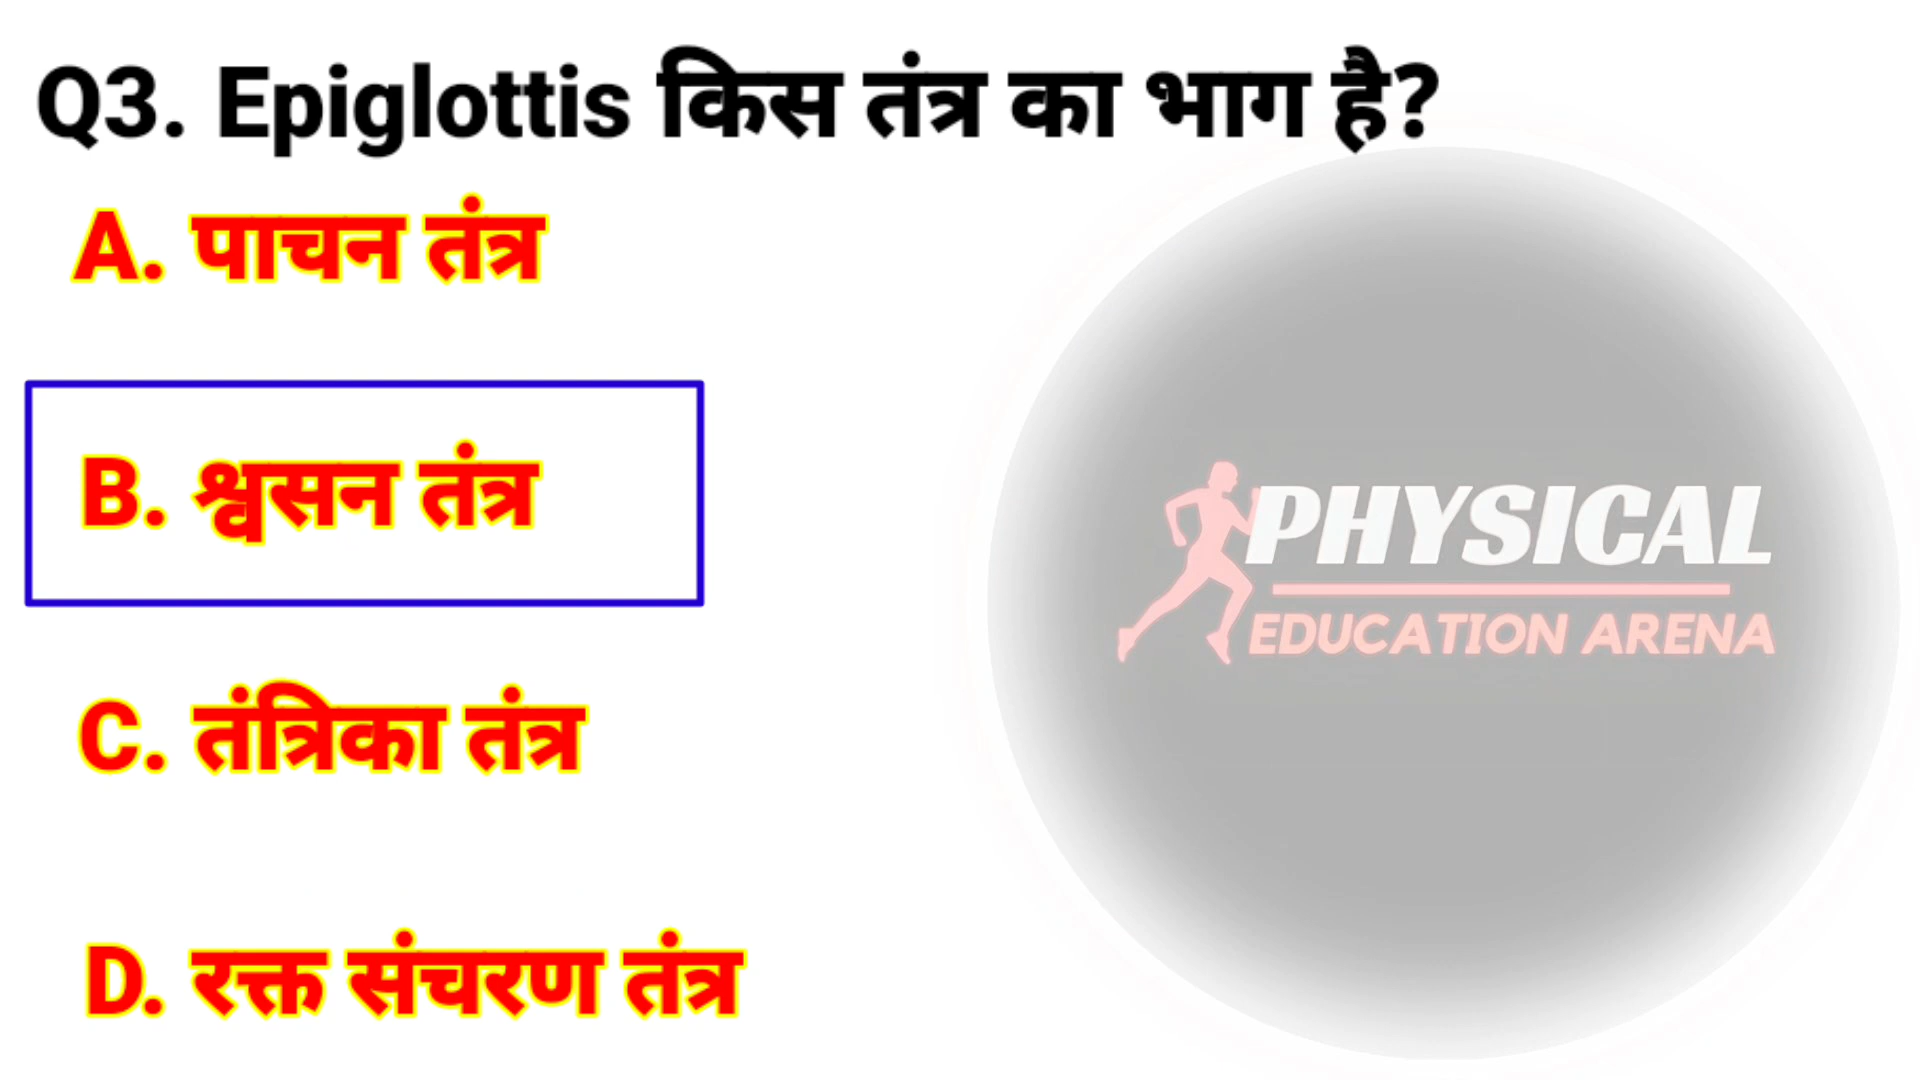 Q3. Epiglottis किस तंत्र का भाग है?
A. पाचन तंत्र
B. श्वसन तंत्र
C. तंत्रिका तंत्र
D. रक्त संचरण तंत्र
PHYSICAL
EDUCATION ARENA